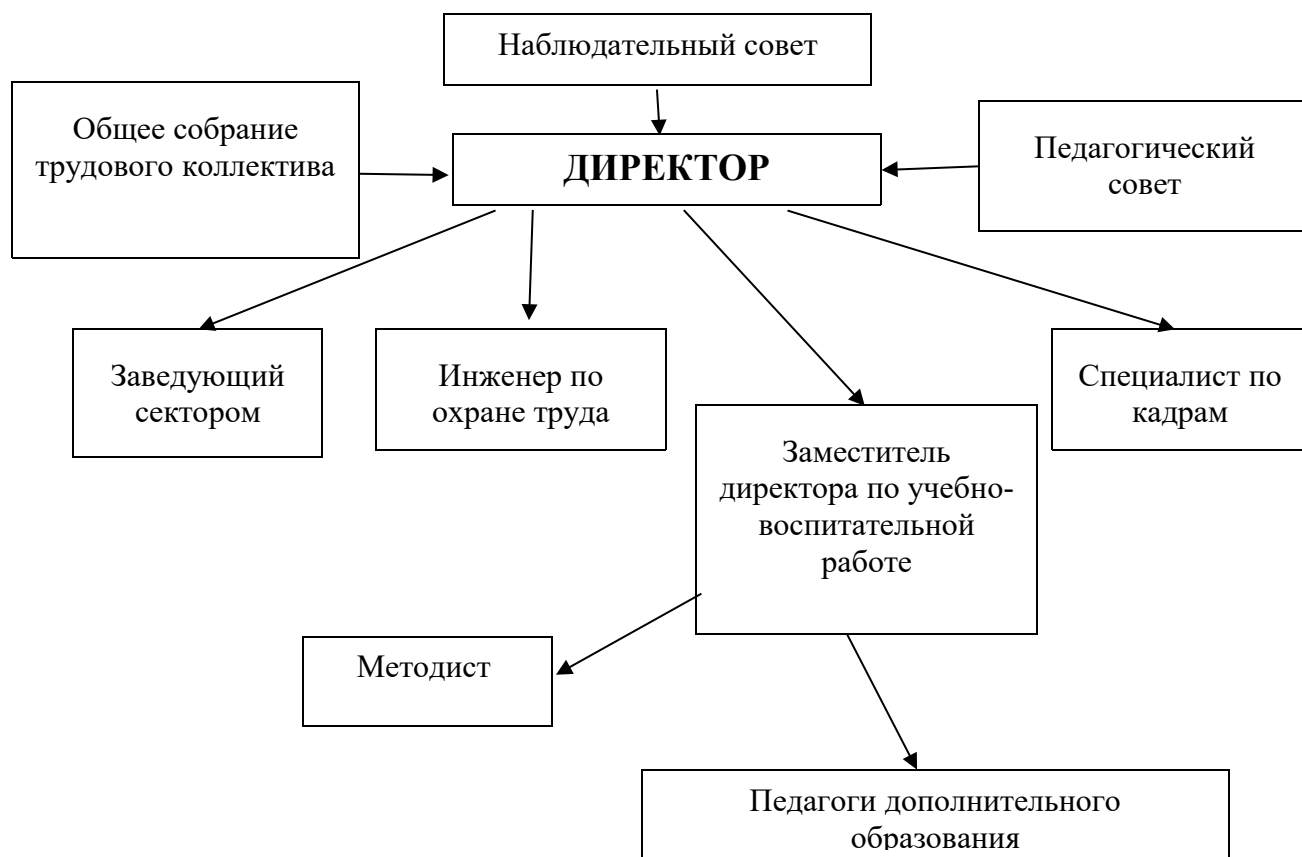 Наблюдательный совет
Общее собрание
трудового коллектива
ДИРЕКТОР
Педагогический
совет
Заведующий
сектором
Инженер по
охране труда
Специалист по
кадрам
Заместитель
директора по учебно-
воспитательной
работе
Методист
Педагоги дополнительного
образования